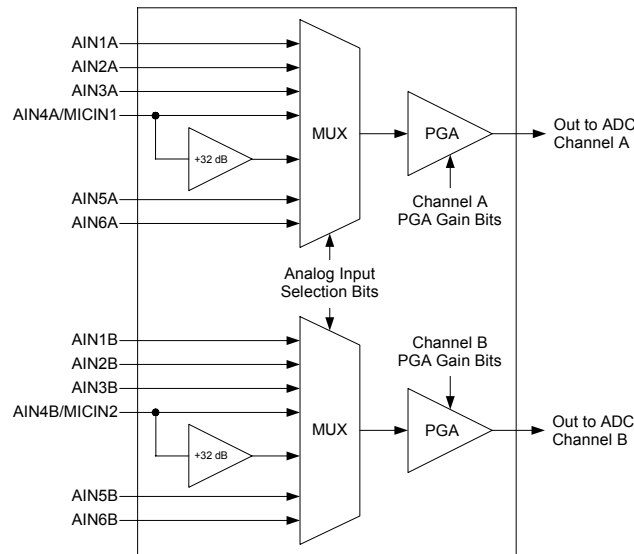 AIN1A
AIN2A
AIN3A
AIN4A/MICIN1
+32 dB
AIN5A
AIN6A
MUX
PGA
Out to ADC
Channel A
Channel A
PGA Gain Bits
Analog Input
Selection Bits
AIN1B
AIN2B
AIN3B
AIN4B/MICIN2
+32 dB
AIN5B
AIN6B
MUX
Channel B
PGA Gain Bits
PGA
Out to ADC
Channel B